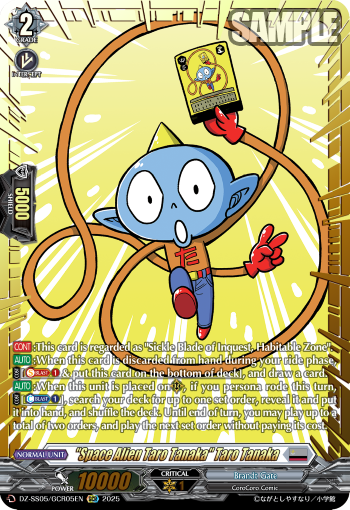 SAMPLE
2
GRADE
INTERCEPT
5000
SHIELD
CONT:This card is regarded as "Sickle Blade of Inquest, Habitable Zone".
AUTO:When this card is discarded from hand during your ride phase,
1 & put this card on the bottom of deck], and draw a card.
AUTO:When this unit is placed on , if you persona rode this turn,
1], search your deck for up to one set order, reveal it and put
it into hand, and shuffle the deck. Until end of turn, you may play up to a
total of two orders, and play the next set order without paying its cost.
NORMAL UNIT
"Space Alien Taro Tanaka" Taro Tanaka
Power 10000
CRITICAL
1
Brandt Gate
CoroCoro Comic
D DZ-SS05/GCR05EN 2025
©ながとしやすなり／小学館